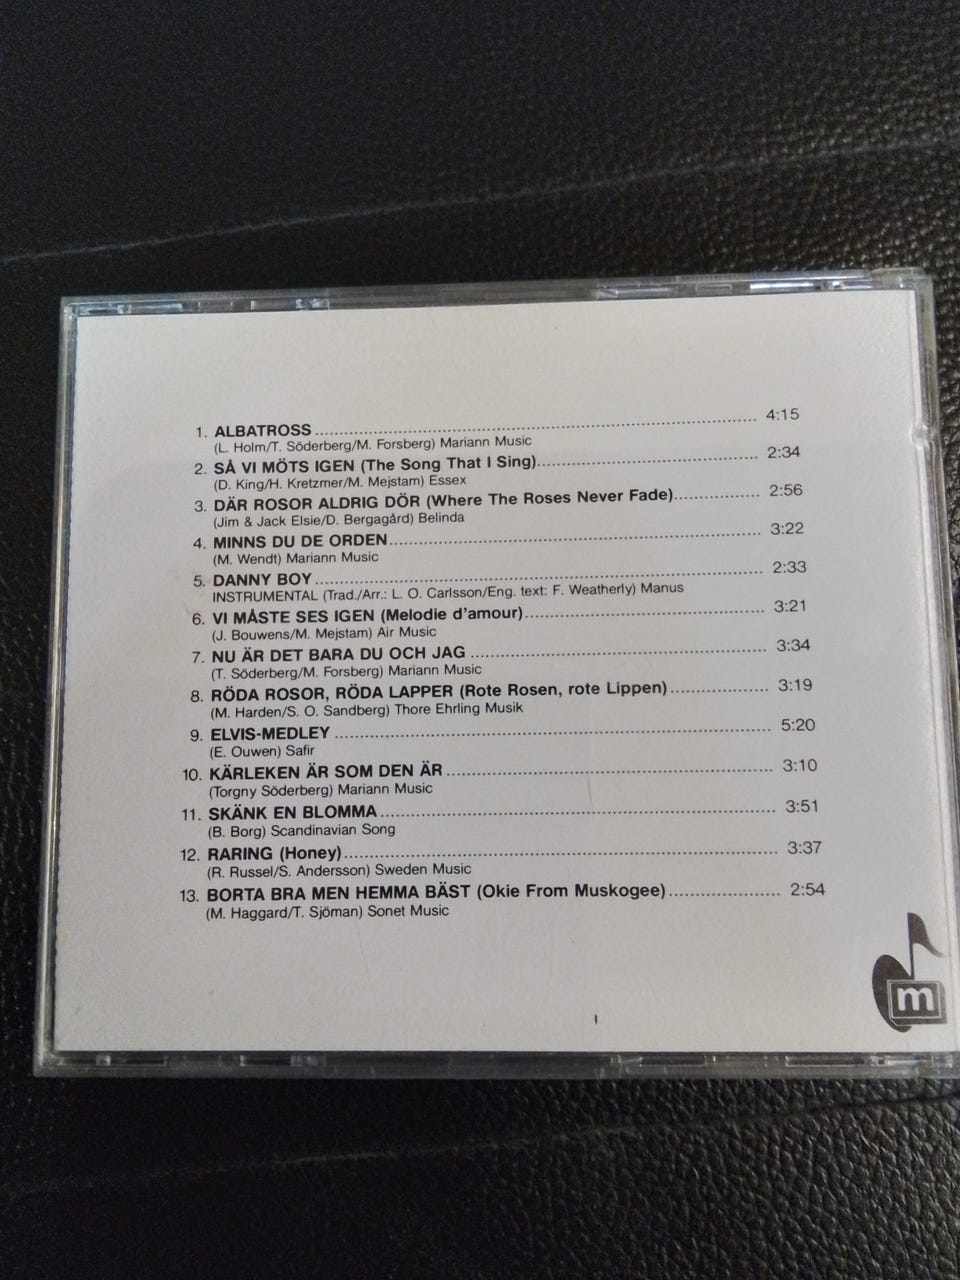 1. ALBATROSS........ 4:15
(L. Holm/T. Söderberg/M. Forsberg) Mariann Music
2. SÅ VI MÖTS IGEN (The Song That I Sing)........ 2:34
(D. King/H. Kretzmer/M. Mejstam) Essex
3. DÄR ROSOR ALDRIG DÖR (Where The Roses Never Fade)........ 2:56
(Jim & Jack Elsie/D. Bergagård) Belinda
4. MINNS DU DE ORDEN........ 3:22
(M. Wendt) Mariann Music
5. DANNY BOY........ 2:33
INSTRUMENTAL (Trad./Arr.: L. O. Carlsson/Eng. text: F. Weatherly) Manus
6. VI MÅSTE SES IGEN (Melodie d'amour)........ 3:21
(J. Bouwens/M. Mejstam) Air Music
7. NU ÄR DET BARA DU OCH JAG ........ 3:34
(T. Söderberg/M. Forsberg) Mariann Music
8. RÖDA ROSOR, RÖDA LAPPER (Rote Rosen, rote Lippen)........ 3:19
(M. Harden/S. O. Sandberg) Thore Ehrling Musik
9. ELVIS-MEDLEY ........ 5:20
(E. Ouwen) Safir
10. KÄRLEKEN ÄR SOM DEN ÄR ........ 3:10
(Torgny Söderberg) Mariann Music
11. SKÄNK EN BLOMMA........ 3:51
(B. Borg) Scandinavian Song
12. RARING (Honey)........ 3:37
(R. Russel/S. Andersson) Sweden Music
13. BORTA BRA MEN HEMMA BÄST (Okie From Muskogee)........ 2:54
(M. Haggard/T. Sjöman) Sonet Music
m